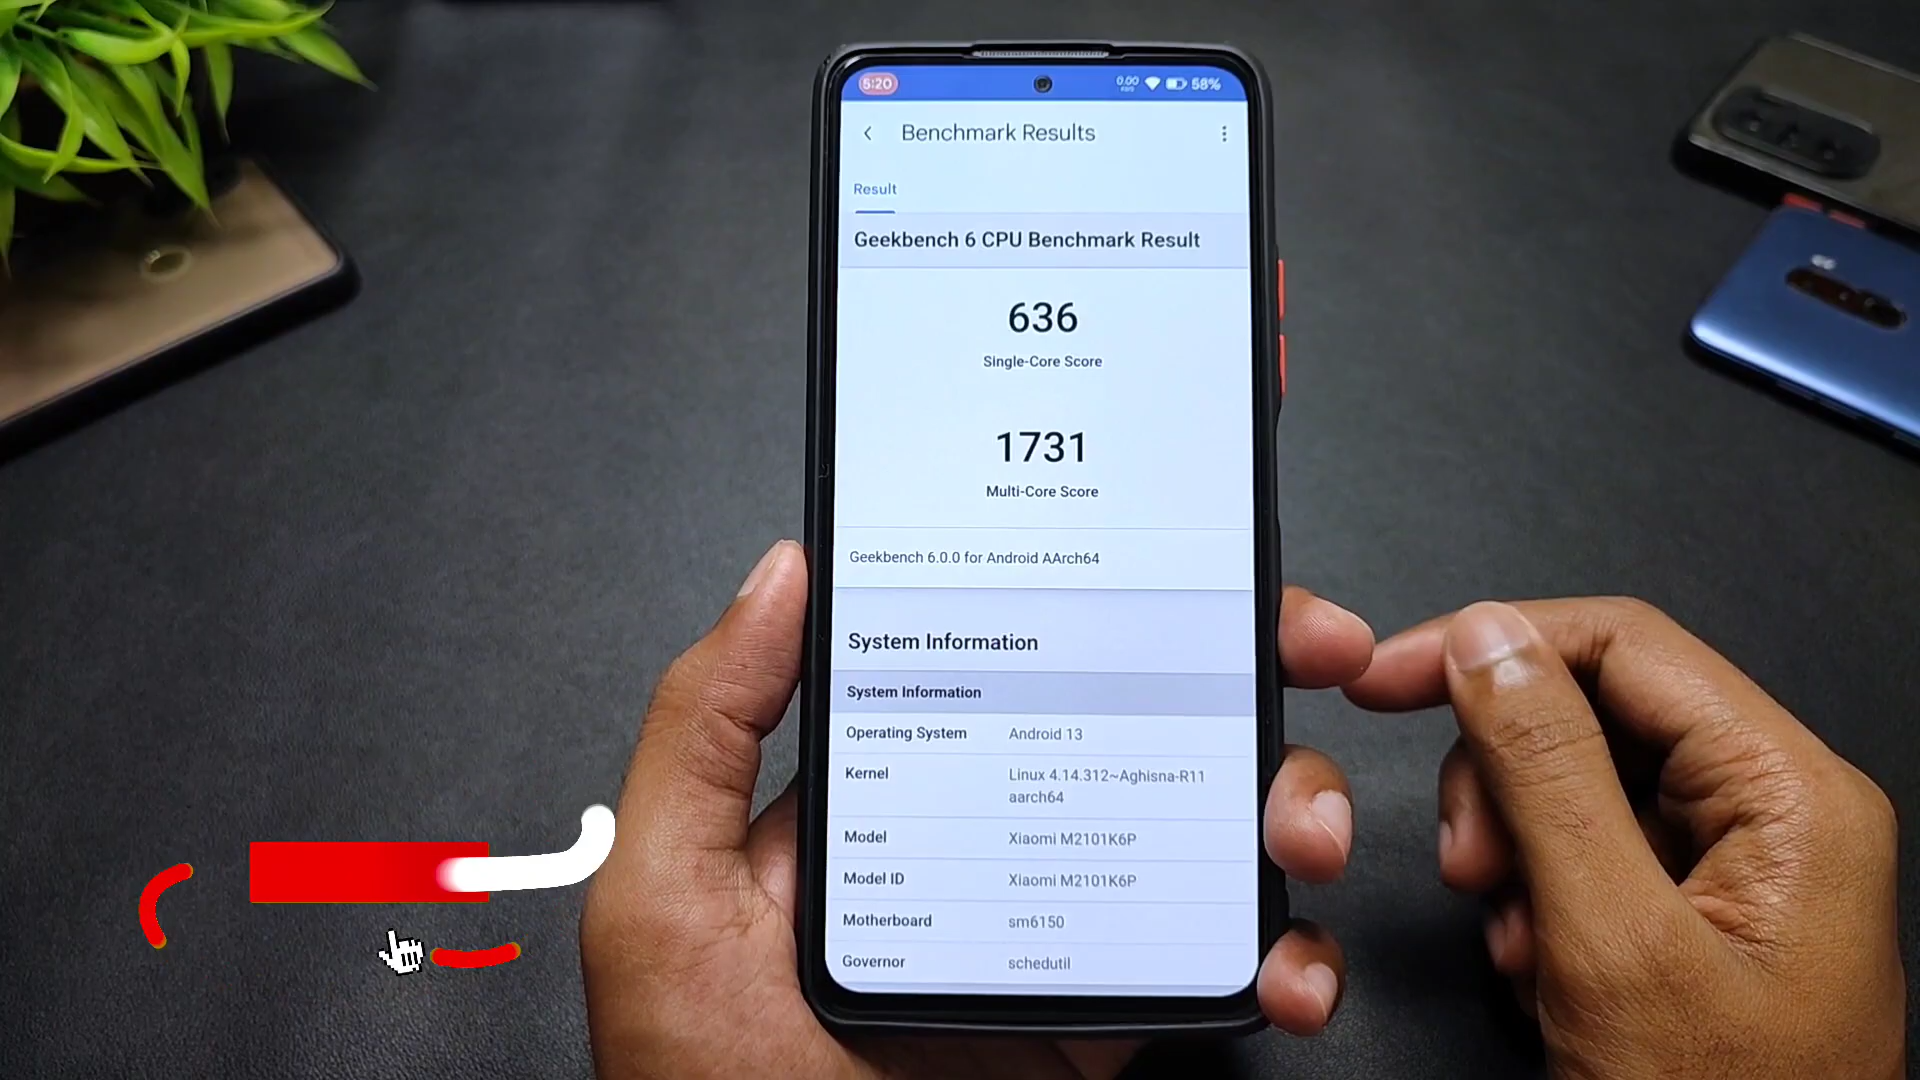 5:20
0.00
58%
Benchmark Results
Result
Geekbench 6 CPU Benchmark Result
636
Single-Core Score
1731
Multi-Core Score
Geekbench 6.0.0 for Android AArch64
System Information
System Information
Operating System Android 13
Kernel Linux 4.14.312~Aghisna-R11
aarch64
Model Xiaomi M2101K6P
Model ID Xiaomi M2101K6P
Motherboard sm6150
Governor schedutil